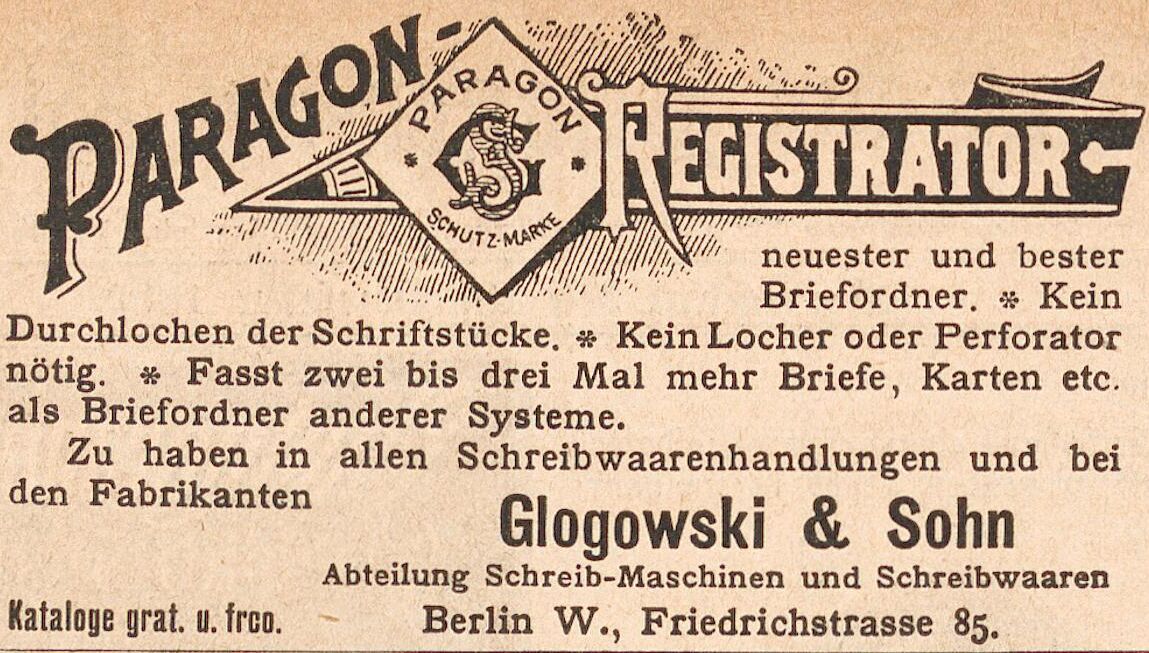 PARAGON-
PARAGON
SCHUTZ-MARKE
REGISTRATOR
neuester und bester
Briefordner. * Kein
Durchlochen der Schriftstücke. * Kein Locher oder Perforator
nötig. * Fasst zwei bis drei Mal mehr Briefe, Karten etc.
als Briefordner anderer Systeme.
Zu haben in allen Schreibwaarenhandlungen und bei
den Fabrikanten
Glogowski & Sohn
Abteilung Schreib-Maschinen und Schreibwaaren
Kataloge grat. u. frco. Berlin W., Friedrichstrasse 85.